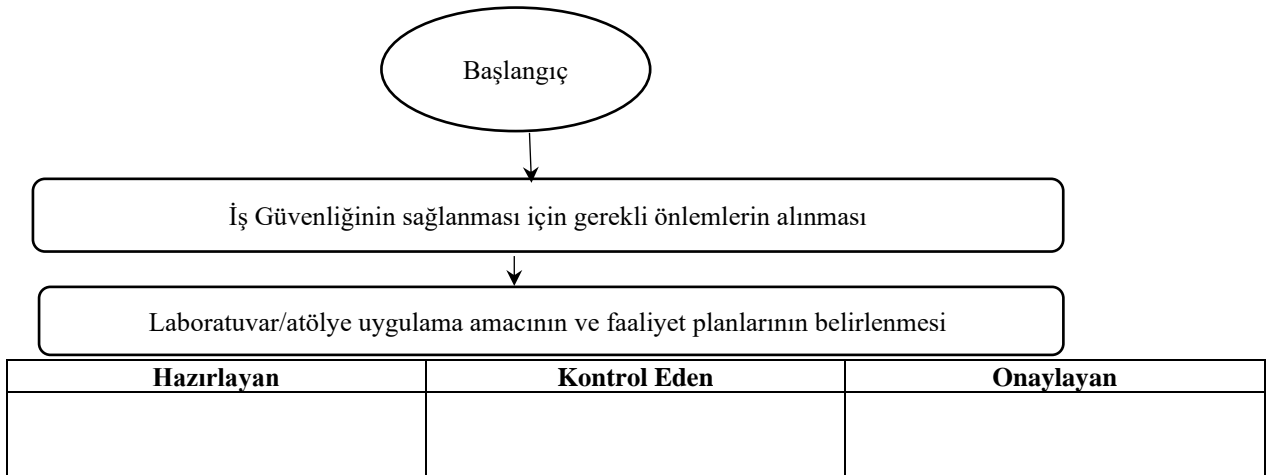 Başlangıç
İş Güvenliğinin sağlanması için gerekli önlemlerin alınması
Laboratuvar/atölye uygulama amacının ve faaliyet planlarının belirlenmesi
Hazırlayan Kontrol Eden Onaylayan